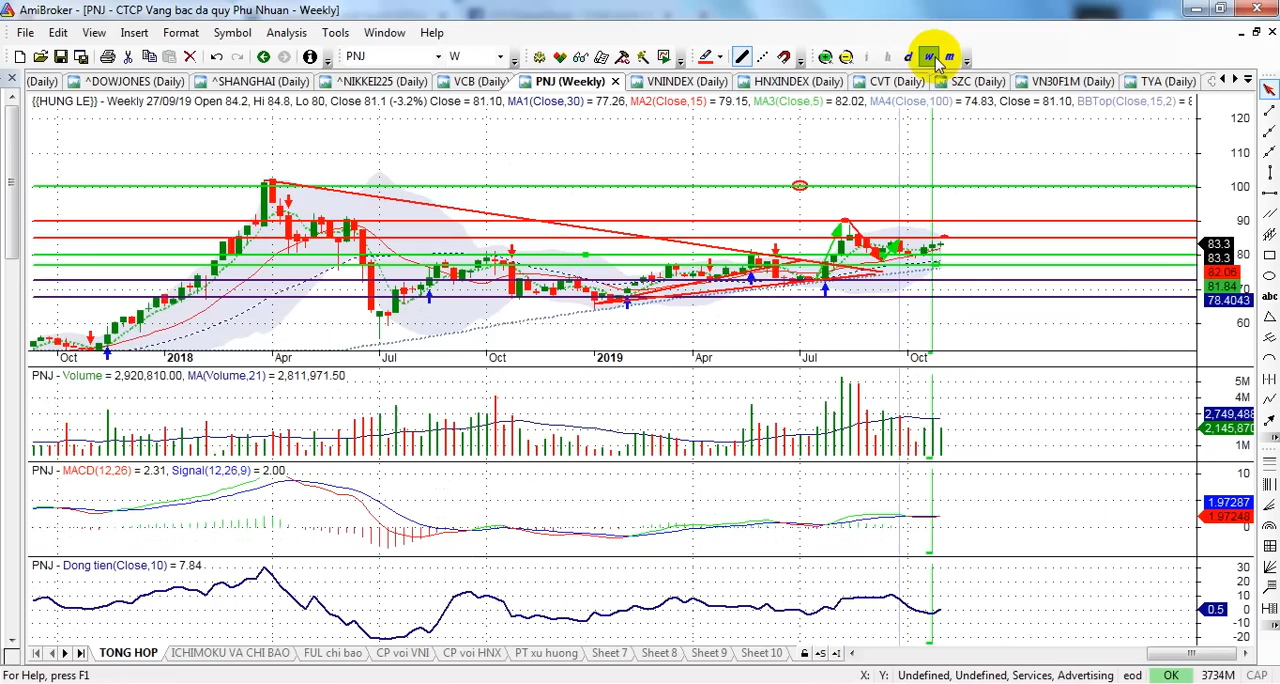 AmiBroker - [PNJ - CTCP Vang bac da quy Phu Nhuan - Weekly]
File Edit View Insert Format Symbol Analysis Tools Window Help
PNJ W i h d w m
(Daily) ^DOWJONES (Daily) ^SHANGHAI (Daily) ^NIKKEI225 (Daily) VCB (Daily) PNJ (Weekly) VNINDEX (Daily) HNXINDEX (Daily) CVT (Daily) SZC (Daily) VN30F1M (Daily) TYA (Daily)
{{HUNG LE}} - Weekly 27/09/19 Open 84.2, Hi 84.8, Lo 80, Close 81.1 (-3.2%) Close = 81.10, MA1(Close,30) = 77.26, MA2(Close,15) = 79.15, MA3(Close,5) = 82.02, MA4(Close,100) = 74.83, Close = 81.10, BBTop(Close,15,2) = 8
120
110
100
90
83.3
83.3
82.06
81.84
80
78.4043
70
60
Oct 2018 Apr Jul Oct 2019 Apr Jul Oct
PNJ - Volume = 2,920,810.00, MA(Volume,21) = 2,811,971.50
5M
4M
2,749,488
2,145,870
1M
PNJ - MACD(12,26) = 2.31, Signal(12,26,9) = 2.00
10
1.97287
1.97248
0
PNJ - Dong tien(Close,10) = 7.84
30
20
10
0.5
0
-20
TONG HOP ICHIMOKU VA CHI BAO FUL chi bao CP voi VNI CP voi HNX PT xu huong Sheet 7 Sheet 8 Sheet 9 Sheet 10
For Help, press F1 X: Y: Undefined, Undefined, Services, Advertising eod OK 3734M CAP
abc